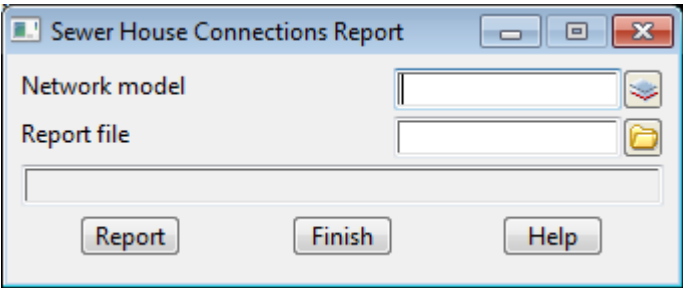 Sewer House Connections Report
Network model
Report file
Report Finish Help